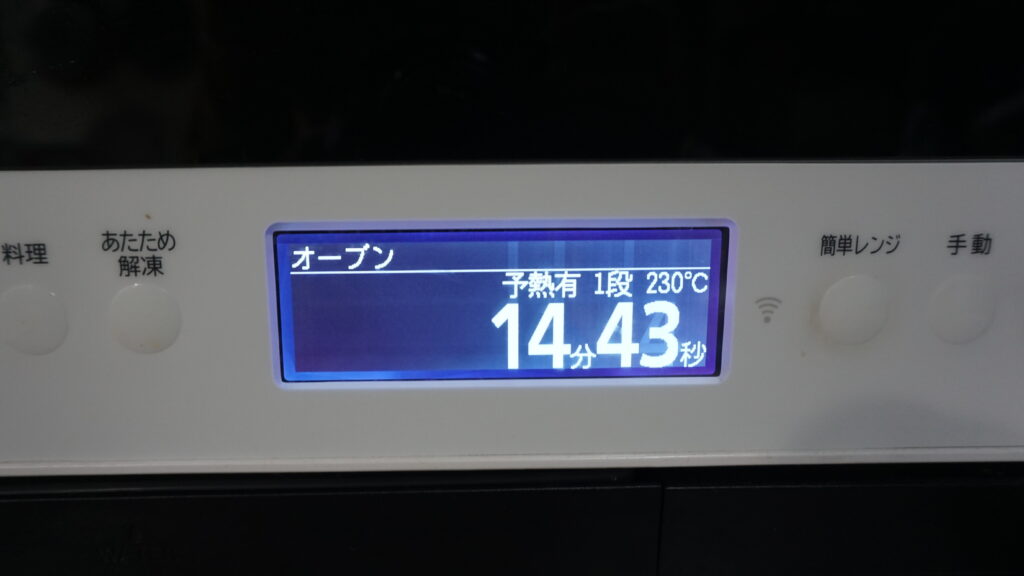 料理
あたため
解凍
オーブン
予熱有 1段 230℃
14分43秒
簡単レンジ
手動